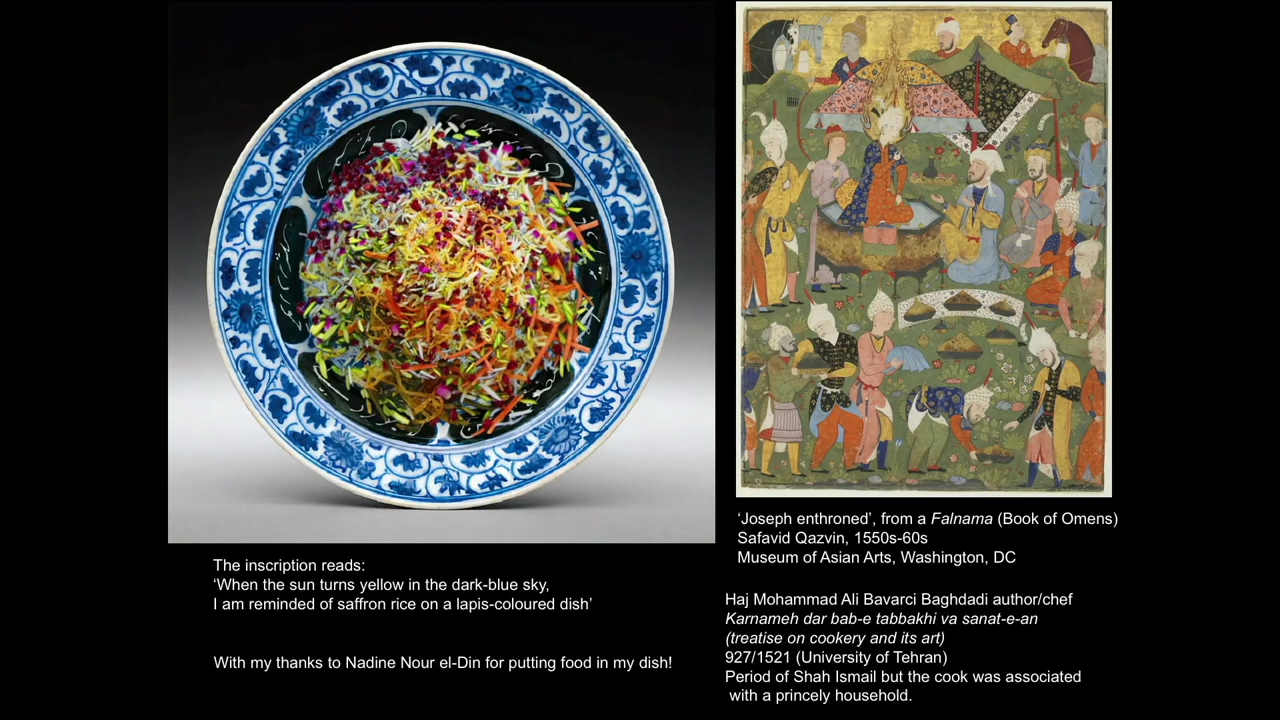 The inscription reads:
‘When the sun turns yellow in the dark-blue sky,
I am reminded of saffron rice on a lapis-coloured dish’
With my thanks to Nadine Nour el-Din for putting food in my dish!
‘Joseph enthroned’, from a Falnama (Book of Omens)
Safavid Qazvin, 1550s-60s
Museum of Asian Arts, Washington, DC
Haj Mohammad Ali Bavarci Baghdadi author/chef
Karnameh dar bab-e tabbakhi va sanat-e-an
(treatise on cookery and its art)
927/1521 (University of Tehran)
Period of Shah Ismail but the cook was associated
with a princely household.